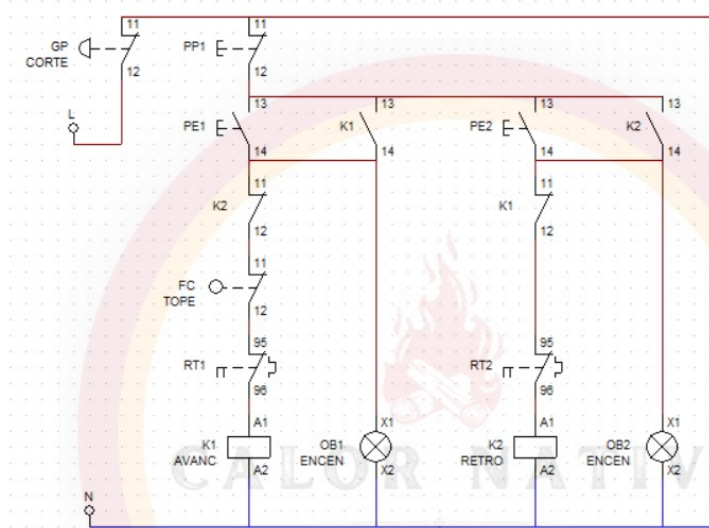 11
11
GP
CORTE
PP1
12
12
L
13
13
13
13
PE1
K1
PE2
K2
14
14
14
14
11
11
K2
K1
12
12
11
FC
TOPE
12
95
95
RT1
RT2
96
96
A1
X1
A1
X1
K1
AVANC
OB1
ENCEN
K2
RETRO
OB2
ENCEN
A2
X2
A2
X2
CALOR NATIV
N